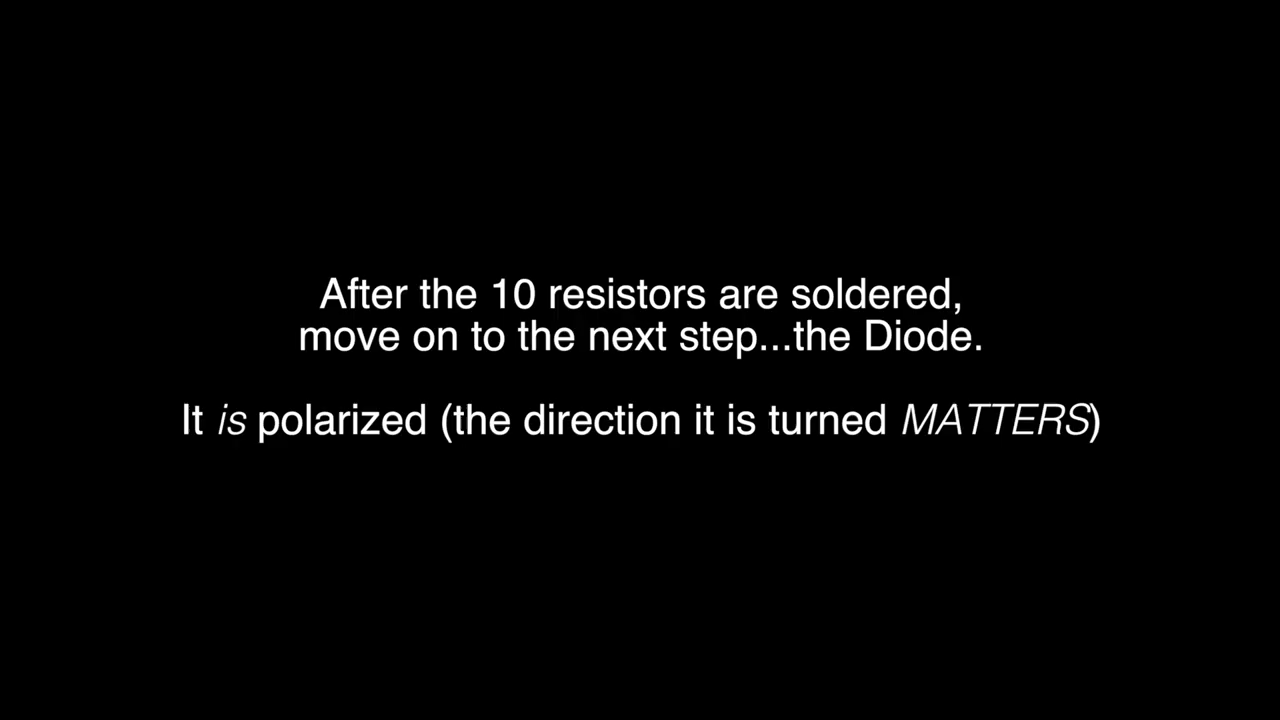 After the 10 resistors are soldered,
move on to the next step...the Diode.
It is polarized (the direction it is turned MATTERS)